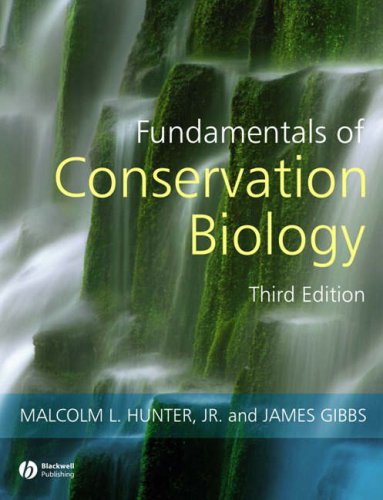 Fundamentals of
Conservation
Biology
Third Edition
MALCOLM L. HUNTER, JR. and JAMES GIBBS
Blackwell
Publishing